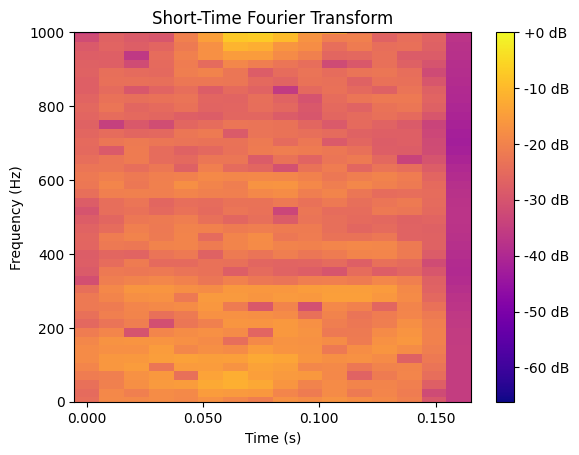 Short-Time Fourier Transform
1000
800
600
400
200
0
Frequency (Hz)
0.000
0.050
0.100
0.150
Time (s)
+0 dB
-10 dB
-20 dB
-30 dB
-40 dB
-50 dB
-60 dB